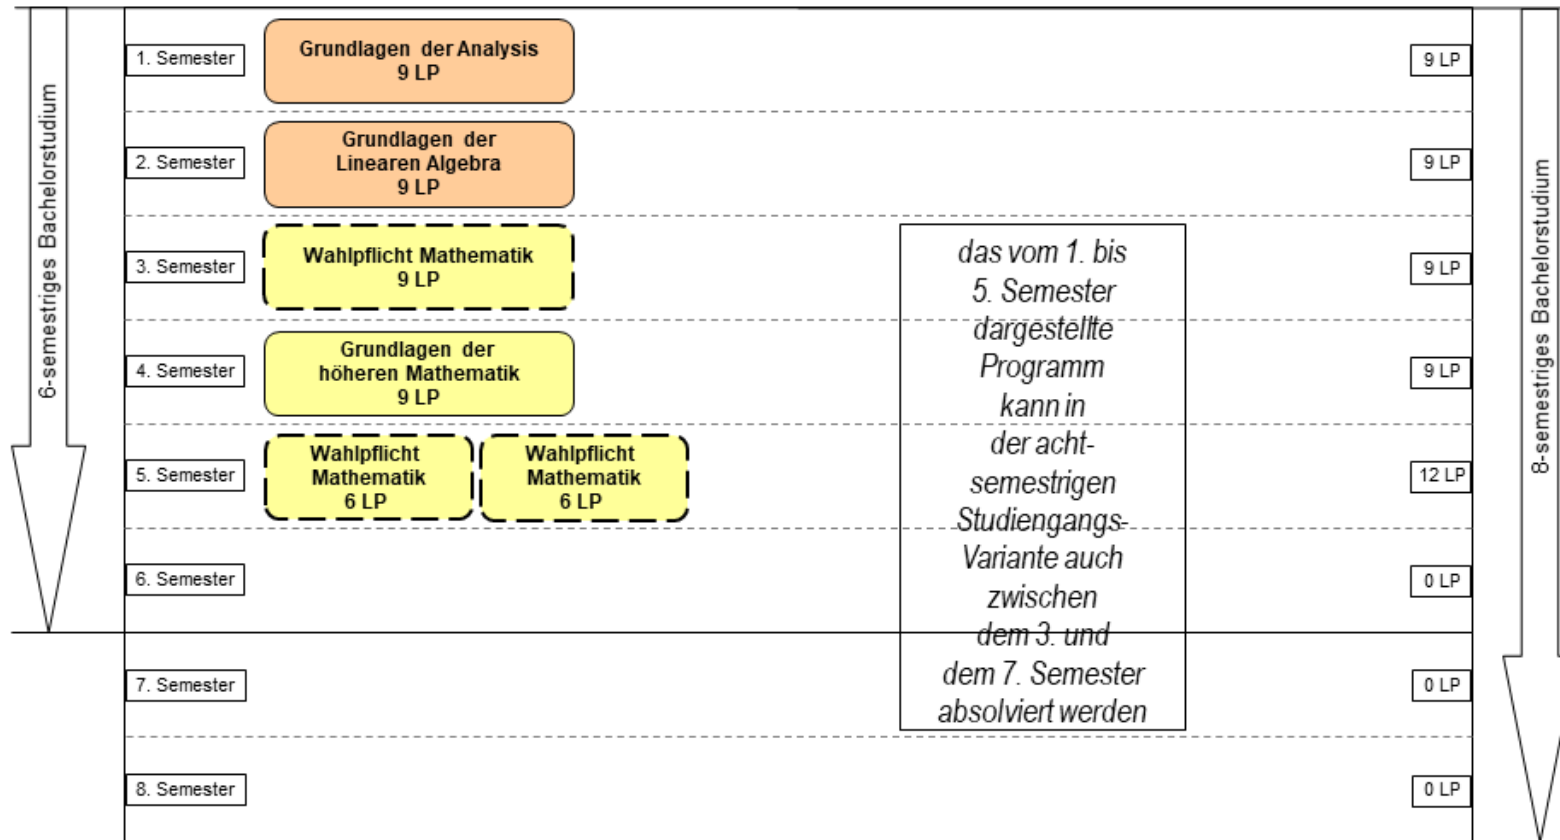 6-semestriges Bachelorstudium
8-semestriges Bachelorstudium
1. Semester
Grundlagen der Analysis
9 LP
9 LP
2. Semester
Grundlagen der
Linearen Algebra
9 LP
9 LP
3. Semester
Wahlpflicht Mathematik
9 LP
9 LP
4. Semester
Grundlagen der
höheren Mathematik
9 LP
9 LP
5. Semester
Wahlpflicht
Mathematik
6 LP
Wahlpflicht
Mathematik
6 LP
12 LP
6. Semester
0 LP
7. Semester
0 LP
8. Semester
0 LP
das vom 1. bis
5. Semester
dargestellte
Programm
kann in
der acht-
semestrigen
Studiengangs-
Variante auch
zwischen
dem 3. und
dem 7. Semester
absolviert werden